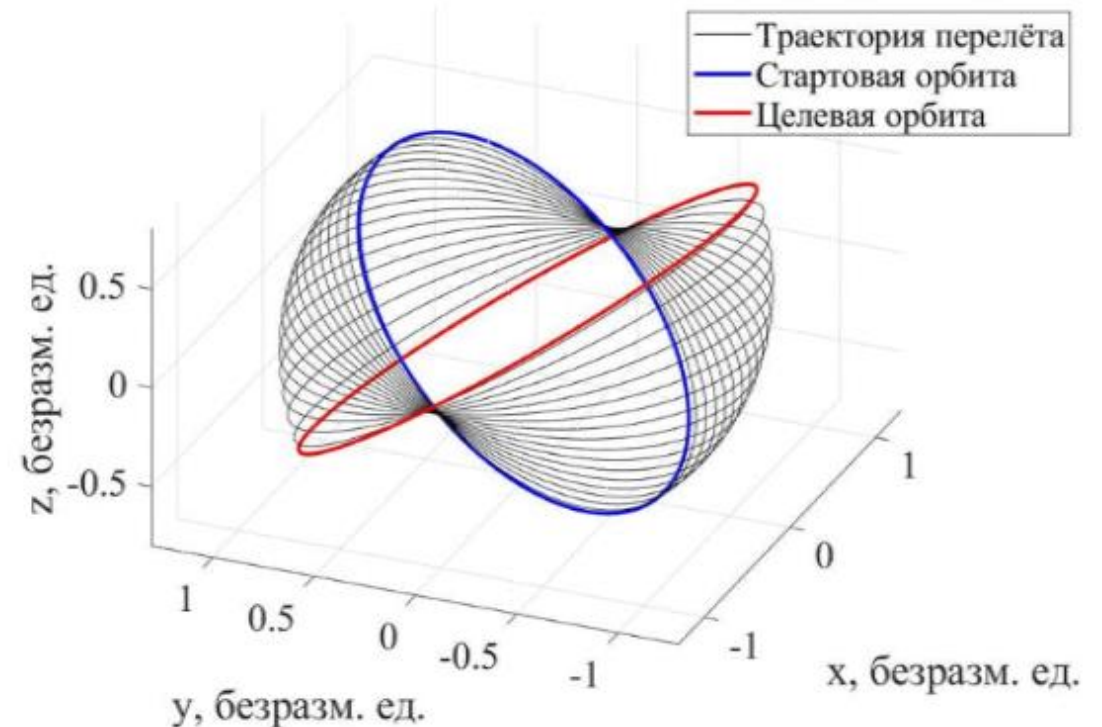 Траектория перелёта
Стартовая орбита
Целевая орбита
z, безразм. ед.
0.5
0
-0.5
1
0.5
0
-0.5
-1
y, безразм. ед.
1
0
-1
x, безразм. ед.